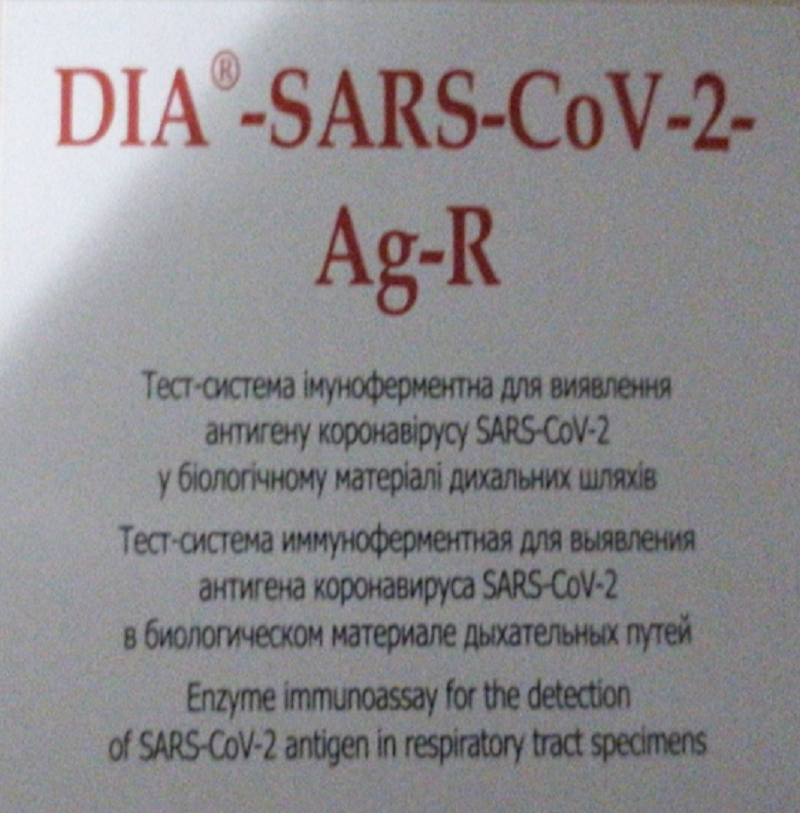 DIA®-SARS-CoV-2-
Ag-R
Тест-система імуноферментна для виявлення
антигену коронавірусу SARS-CoV-2
у біологічному матеріалі дихальних шляхів
Тест-система иммуноферментная для выявления
антигена коронавируса SARS-CoV-2
в биологическом материале дыхательных путей
Enzyme immunoassay for the detection
of SARS-CoV-2 antigen in respiratory tract specimens